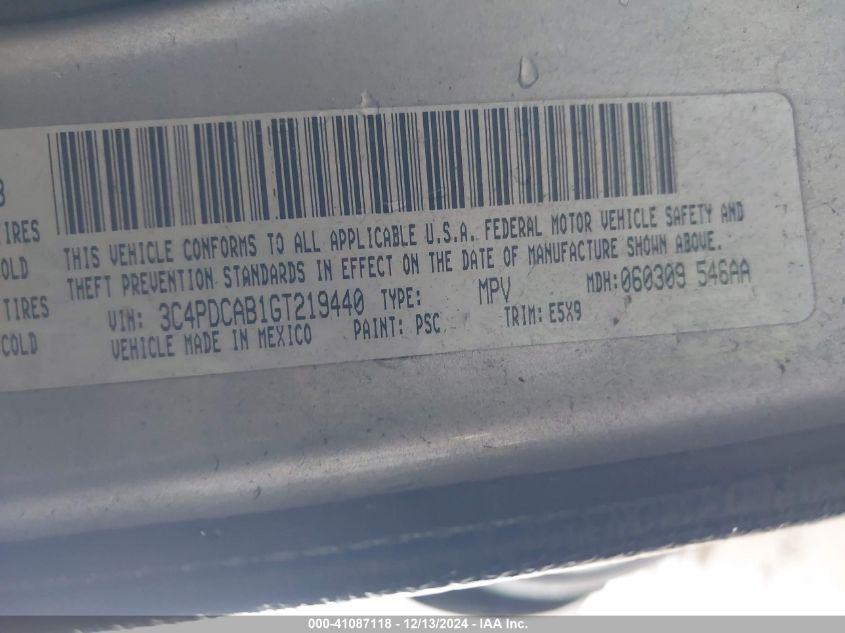 3
TIRES
COLD
TIRES
COLD
THIS VEHICLE CONFORMS TO ALL APPLICABLE U.S.A. FEDERAL MOTOR VEHICLE SAFETY AND
THEFT PREVENTION STANDARDS IN EFFECT ON THE DATE OF MANUFACTURE SHOWN ABOVE.
VIN: 3C4PDCAB1GT219440 TYPE: MPV MDH:060309 546AA
VEHICLE MADE IN MEXICO PAINT: PSC TRIM: E5X9
000-41087118 - 12/13/2024 - IAA Inc.